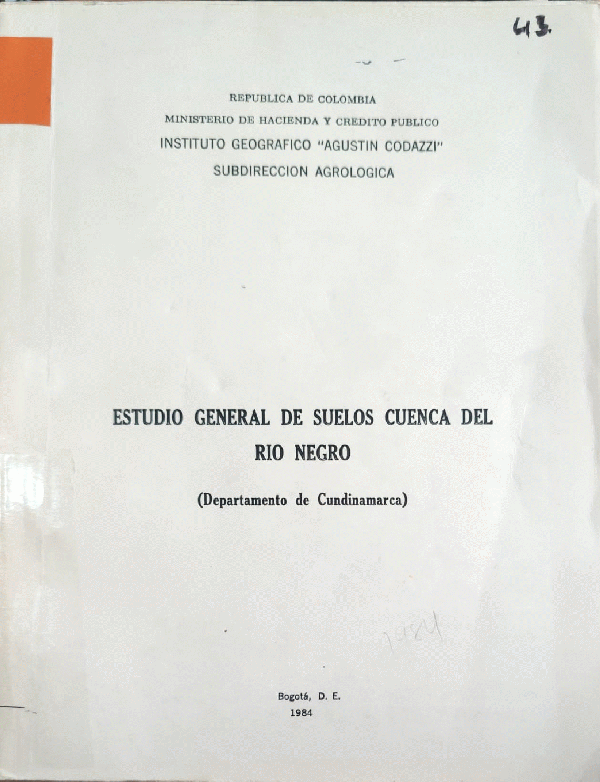 43.
REPUBLICA DE COLOMBIA
MINISTERIO DE HACIENDA Y CREDITO PUBLICO
INSTITUTO GEOGRAFICO "AGUSTIN CODAZZI"
SUBDIRECCION AGROLOGICA
ESTUDIO GENERAL DE SUELOS CUENCA DEL
RIO NEGRO
(Departamento de Cundinamarca)
1984
Bogotá, D. E.
1984